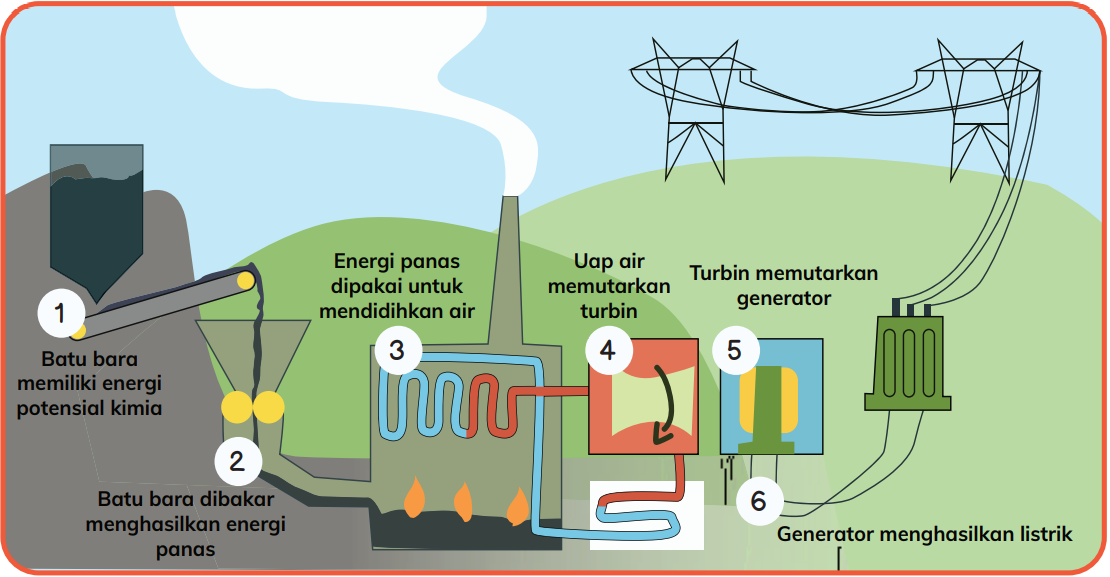 1
Batu bara
memiliki energi
potensial kimia
2
Batu bara dibakar
menghasilkan energi
panas
Energi panas
dipakai untuk
mendidihkan air
3
Uap air
memutarkan
turbin
4
Turbin memutarkan
generator
5
6
Generator menghasilkan listrik